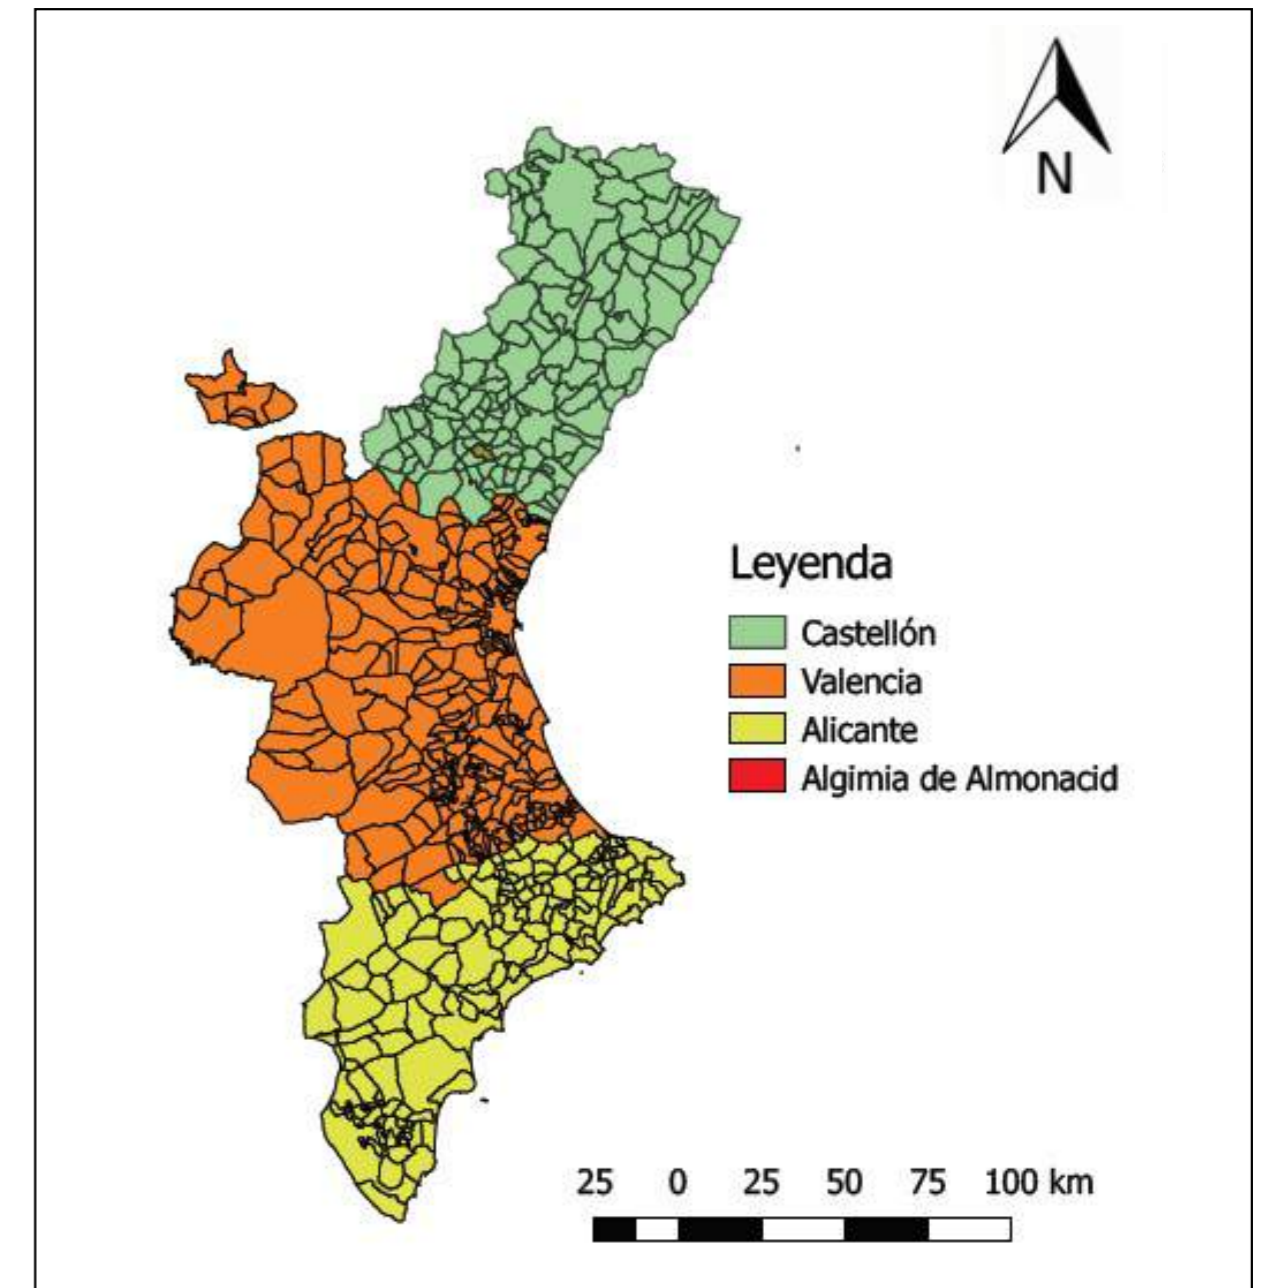 N
Leyenda
Castellón
Valencia
Alicante
Algimia de Almonacid
25 0 25 50 75 100 km